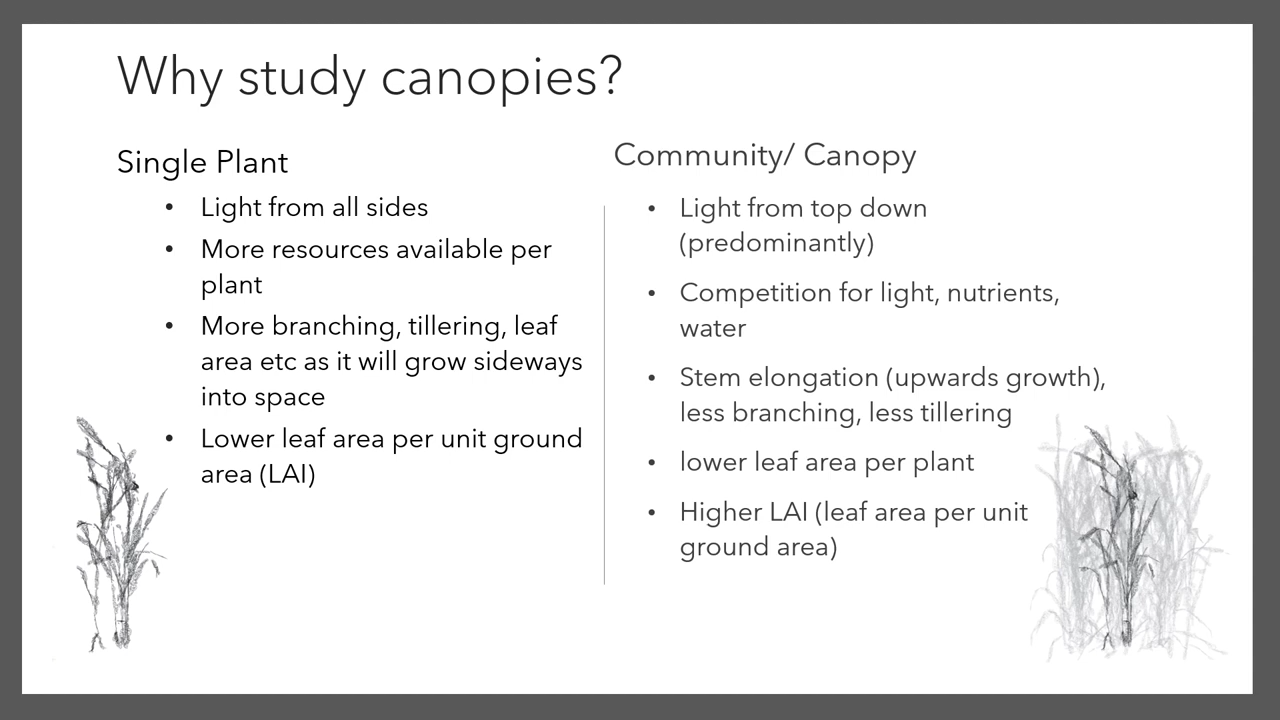 Why study canopies?
Single Plant
• Light from all sides
• More resources available per
plant
• More branching, tillering, leaf
area etc as it will grow sideways
into space
• Lower leaf area per unit ground
area (LAI)
Community/ Canopy
• Light from top down
(predominantly)
• Competition for light, nutrients,
water
• Stem elongation (upwards growth),
less branching, less tillering
• lower leaf area per plant
• Higher LAI (leaf area per unit
ground area)